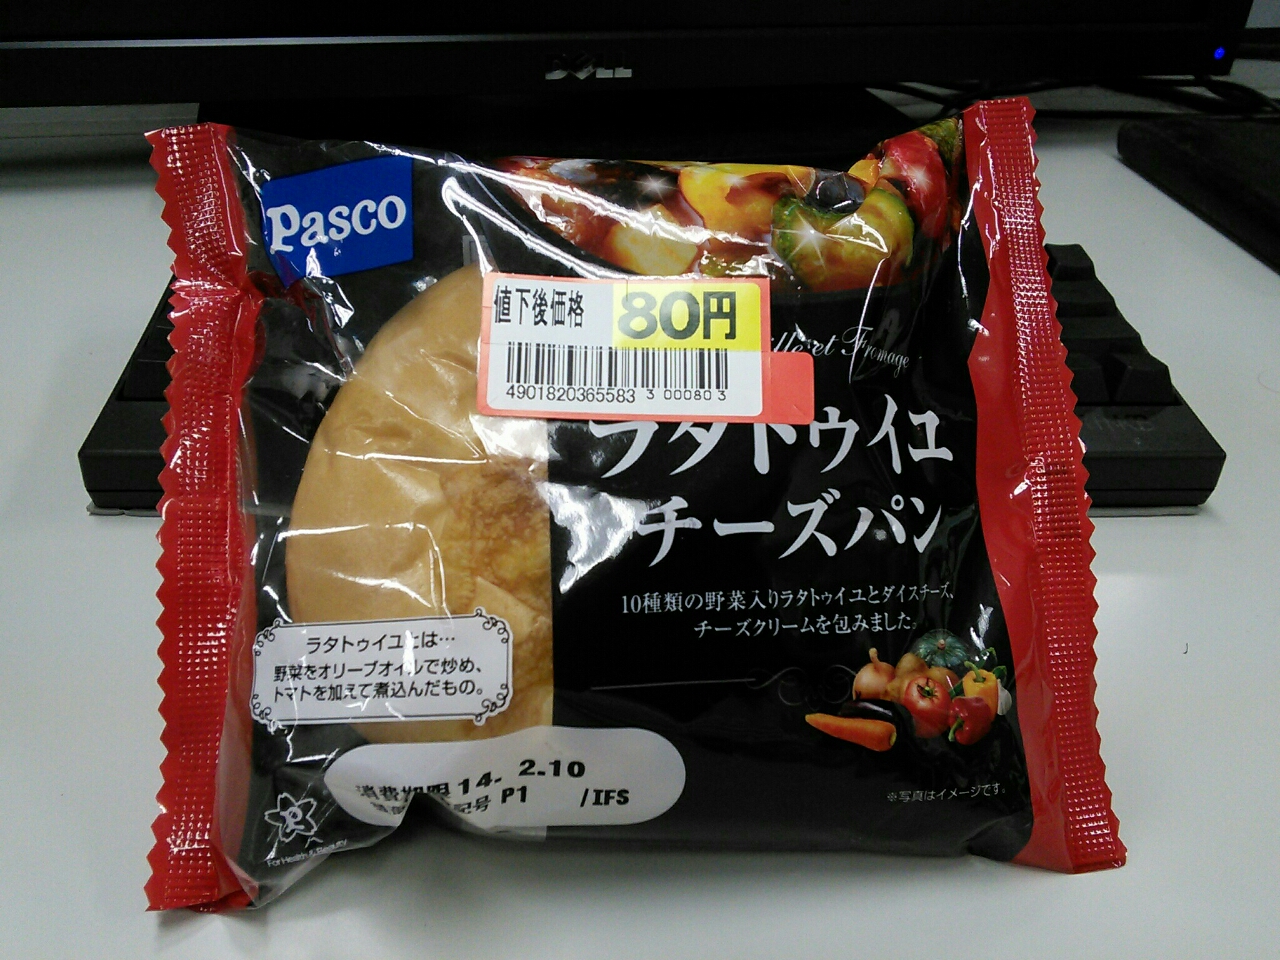 DELL
Pasco
値下後価格 80円
4901820365583 3 000803
et Fromage
ラタトゥイユ
チーズパン
10種類の野菜入りラタトゥイユとダイスチーズ、
チーズクリームを包みました。
ラタトゥイユとは…
野菜をオリーブオイルで炒め、
トマトを加えて煮込んだもの。
消費期限 14. 2.10
記号 P1 /IFS
※写真はイメージです。
For Health & Beauty